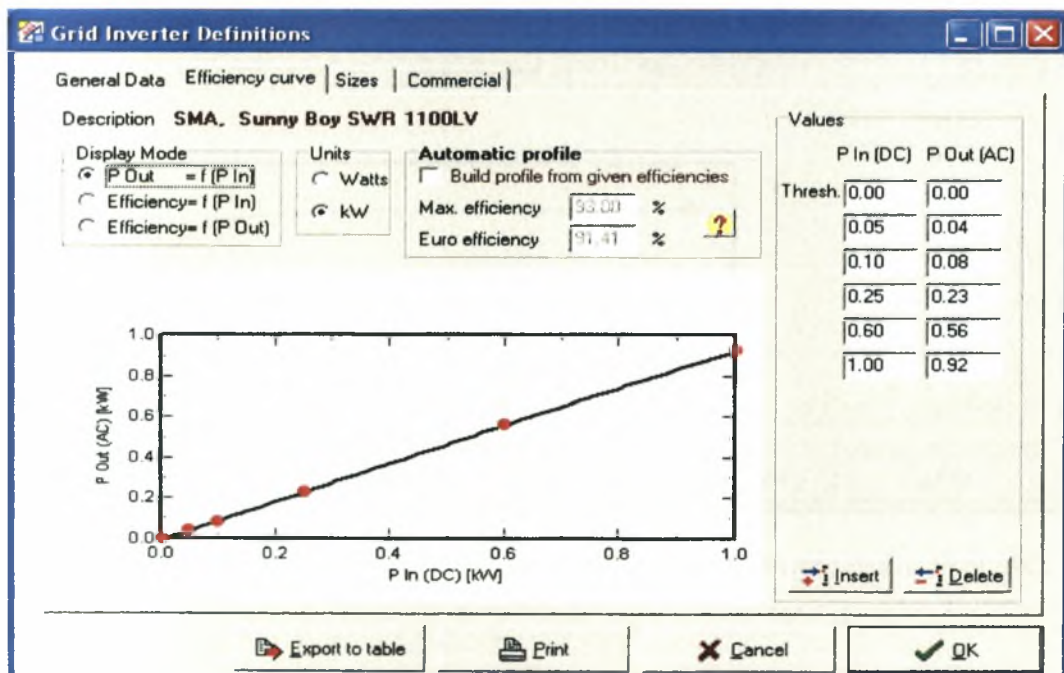 Grid Inverter Definitions
General Data Efficiency curve Sizes Commercial
Description SMA, Sunny Boy SWR 1100LV
Display Mode
P Out = f (P In)
Efficiency= f (P In)
Efficiency= f (P Out)
Units
Watts
kW
Automatic profile
Build profile from given efficiencies
Max. efficiency 93.00 %
Euro efficiency 91.41 %
?
Values
P In (DC) P Out (AC)
Thresh. 0.00 0.00
0.05 0.04
0.10 0.08
0.25 0.23
0.60 0.56
1.00 0.92
P Out (AC) [kW]
1.0
0.8
0.6
0.4
0.2
0.0
0.0 0.2 0.4 0.6 0.8 1.0
P In (DC) [kW]
Insert Delete
Export to table Print Cancel OK